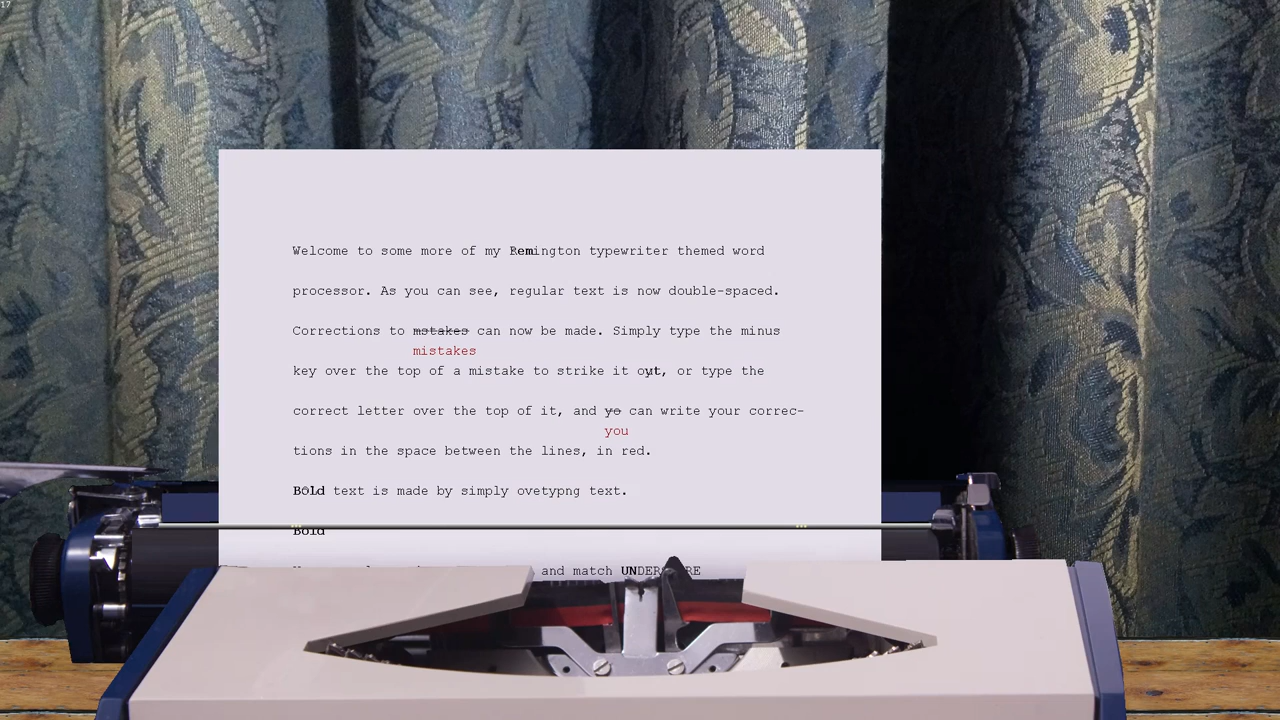 17
Welcome to some more of my Remington typewriter themed word
processor. As you can see, regular text is now double-spaced.
Corrections to mstakes can now be made. Simply type the minus
mistakes
key over the top of a mistake to strike it out, or type the
correct letter over the top of it, and yo can write your correc-
you
tions in the space between the lines, in red.
Bold text is made by simply ovetypng text.
Bold
and match